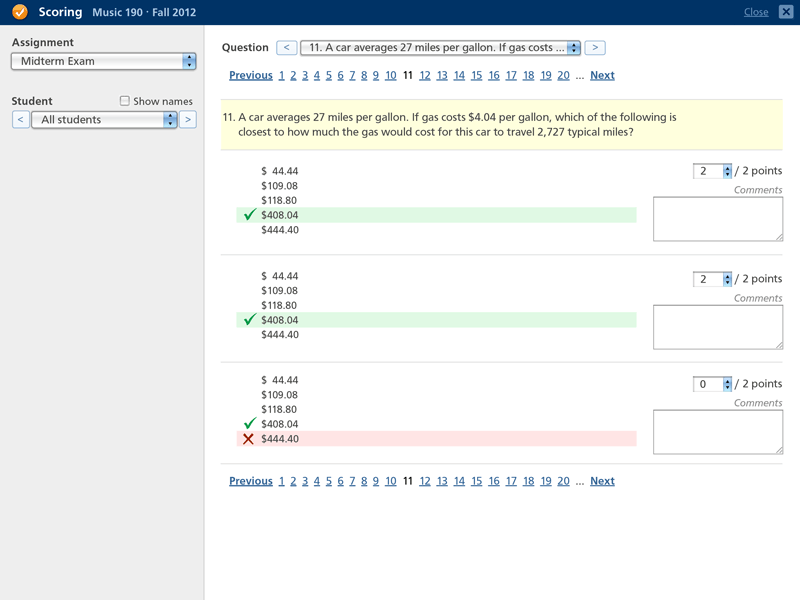 Scoring Music 190 · Fall 2012
Close
Assignment
Midterm Exam
Student
Show names
<
All students
>
Question
<
11. A car averages 27 miles per gallon. If gas costs ...
>
Previous 1 2 3 4 5 6 7 8 9 10 11 12 13 14 15 16 17 18 19 20 ... Next
11. A car averages 27 miles per gallon. If gas costs $4.04 per gallon, which of the following is
closest to how much the gas would cost for this car to travel 2,727 typical miles?
$ 44.44
$109.08
$118.80
$408.04
$444.40
2 / 2 points
Comments
$ 44.44
$109.08
$118.80
$408.04
$444.40
2 / 2 points
Comments
$ 44.44
$109.08
$118.80
$408.04
$444.40
0 / 2 points
Comments
Previous 1 2 3 4 5 6 7 8 9 10 11 12 13 14 15 16 17 18 19 20 ... Next